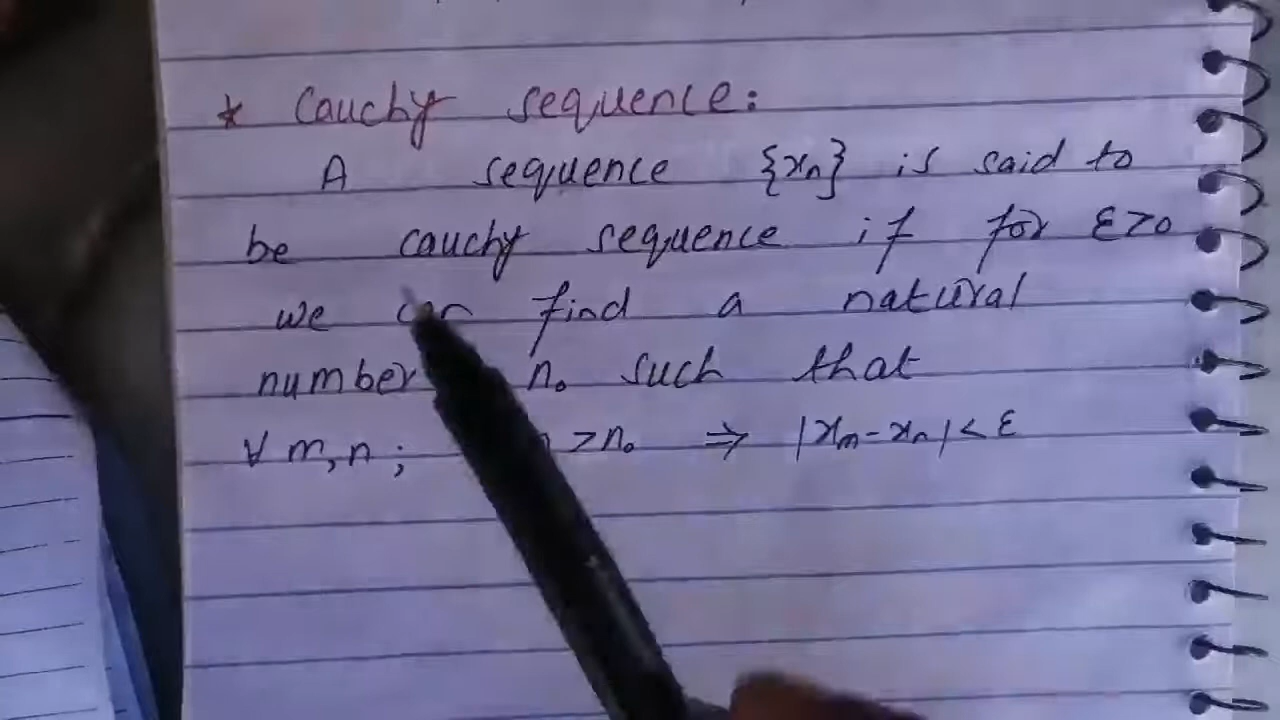 * Cauchy sequence:
A sequence {xn} is said to
be cauchy sequence if for ε>0
we can find a natural
number n₀ such that
∀ m,n; >n₀ ⇒ |xm-xn|<ε